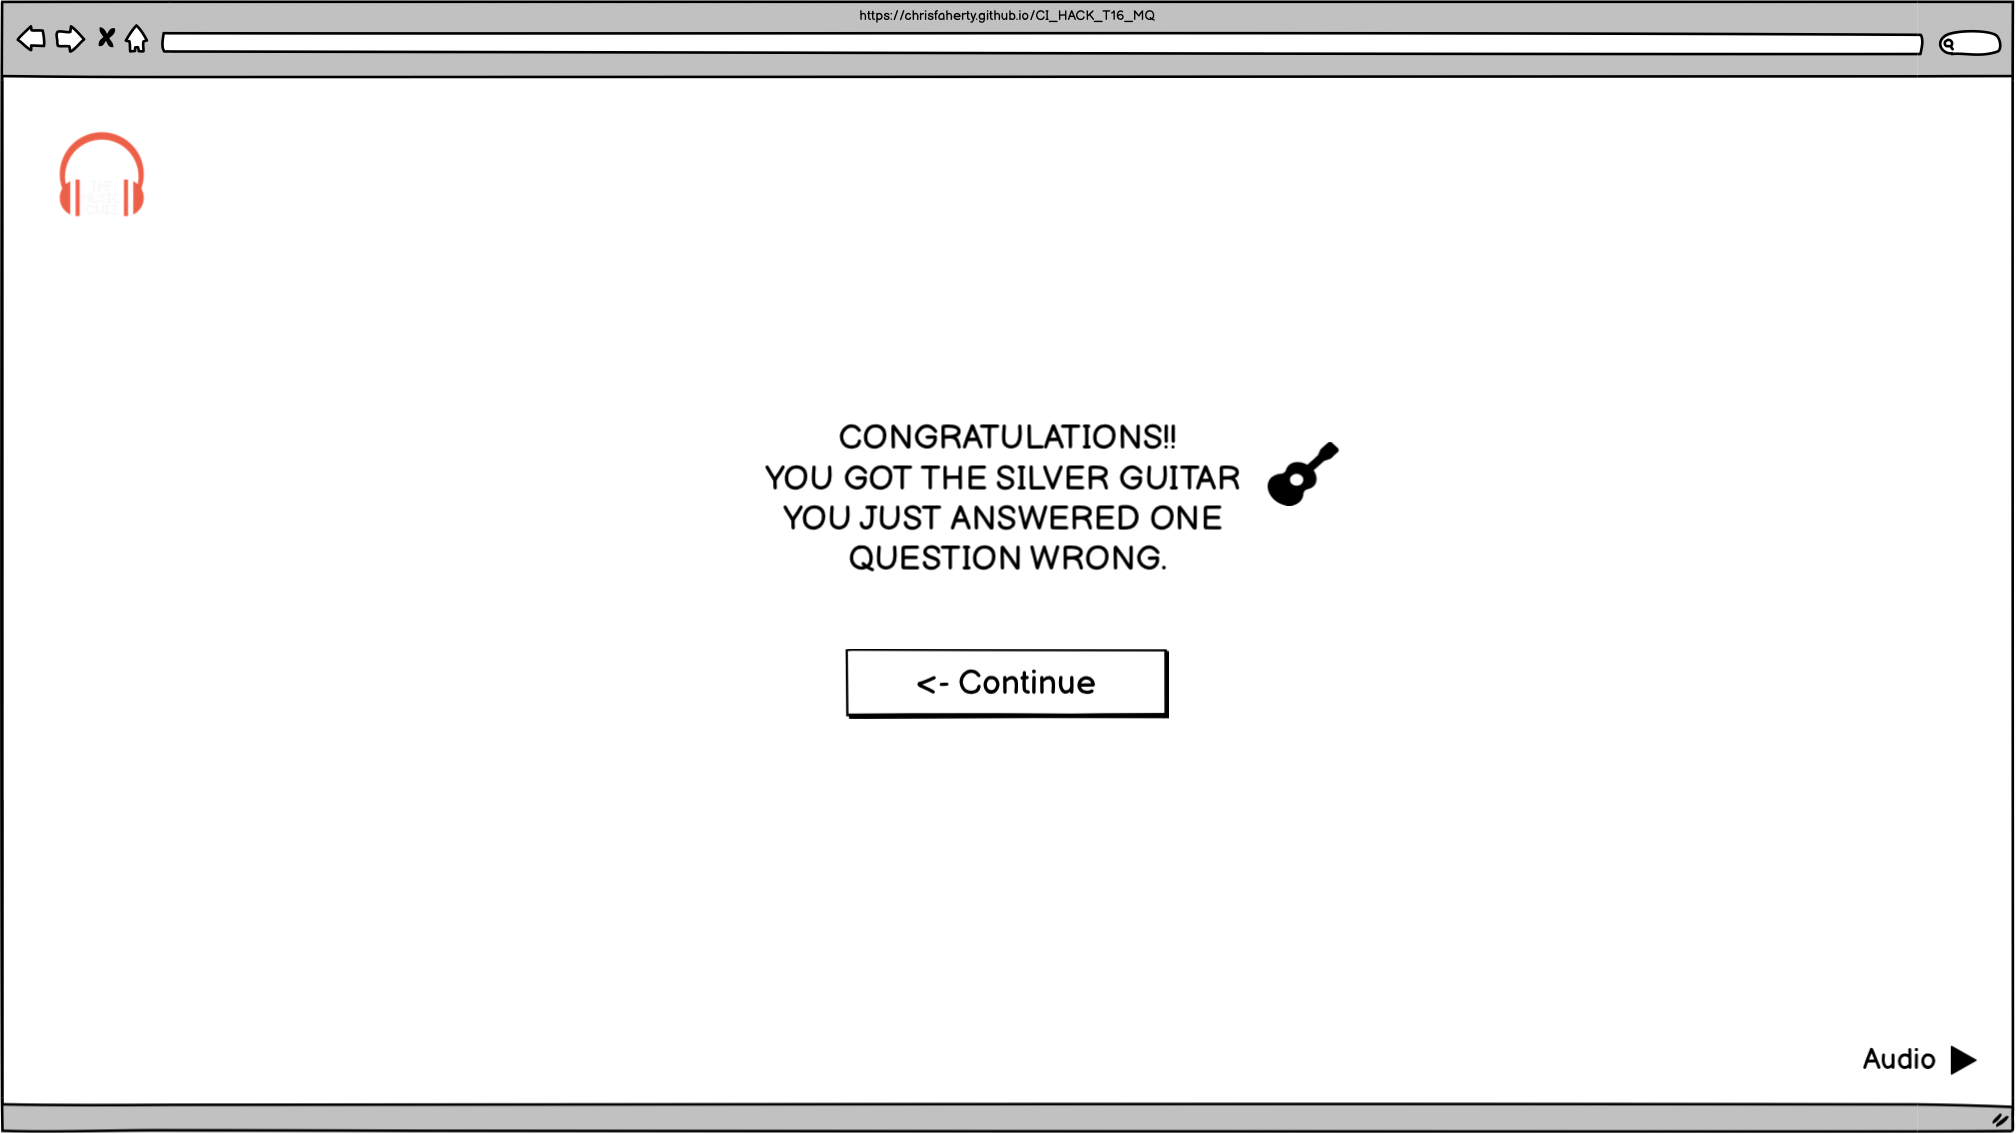 https://chrisfaherty.github.io/CI_HACK_T16_MQ
CONGRATULATIONS!!
YOU GOT THE SILVER GUITAR
YOU JUST ANSWERED ONE
QUESTION WRONG.
<- Continue
Audio